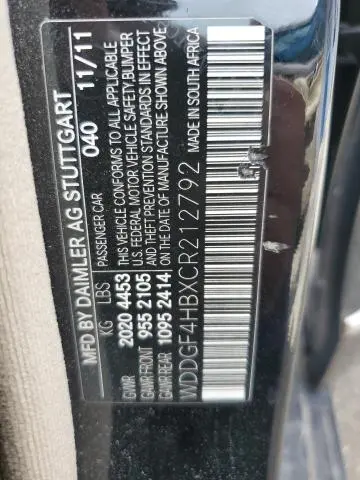 MFD BY DAIMLER AG STUTTGART
040 11/11
PASSENGER CAR
KG LBS
GVWR 2020 4453
GAWR FRONT 955 2105
GAWR REAR 1095 2414
THIS VEHICLE CONFORMS TO ALL APPLICABLE
U.S. FEDERAL MOTOR VEHICLE SAFETY, BUMPER
& THEFT PREVENTION STANDARDS IN EFFECT
ON THE DATE OF MANUFACTURE SHOWN ABOVE
MADE IN SOUTH AFRICA
WDDGF4HBXCR212792